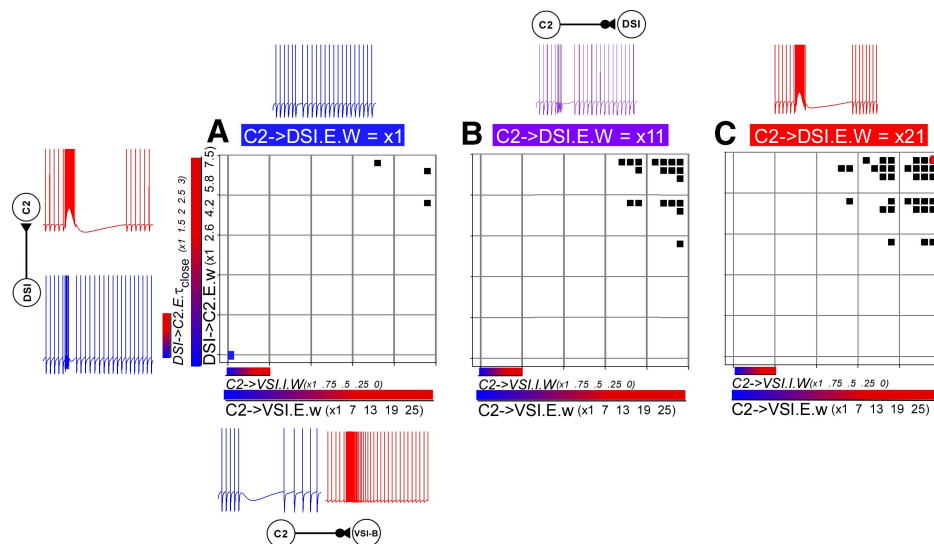 C2
DSI
A
C2->DSI.E.W = x1
B
C2->DSI.E.W = x11
C
C2->DSI.E.W = x21
C2
DSI
DSI->C2.E.τclose (x1 1.5 2 2.5 3)
DSI->C2.E.w (x1 2.6 4.2 5.8 7.5)
C2->VSI.I.W(x1 .75 .5 .25 0)
C2->VSI.E.w (x1 7 13 19 25)
C2->VSI.I.W(x1 .75 .5 .25 0)
C2->VSI.E.w (x1 7 13 19 25)
C2->VSI.I.W(x1 .75 .5 .25 0)
C2->VSI.E.w (x1 7 13 19 25)
C2
VSI-B